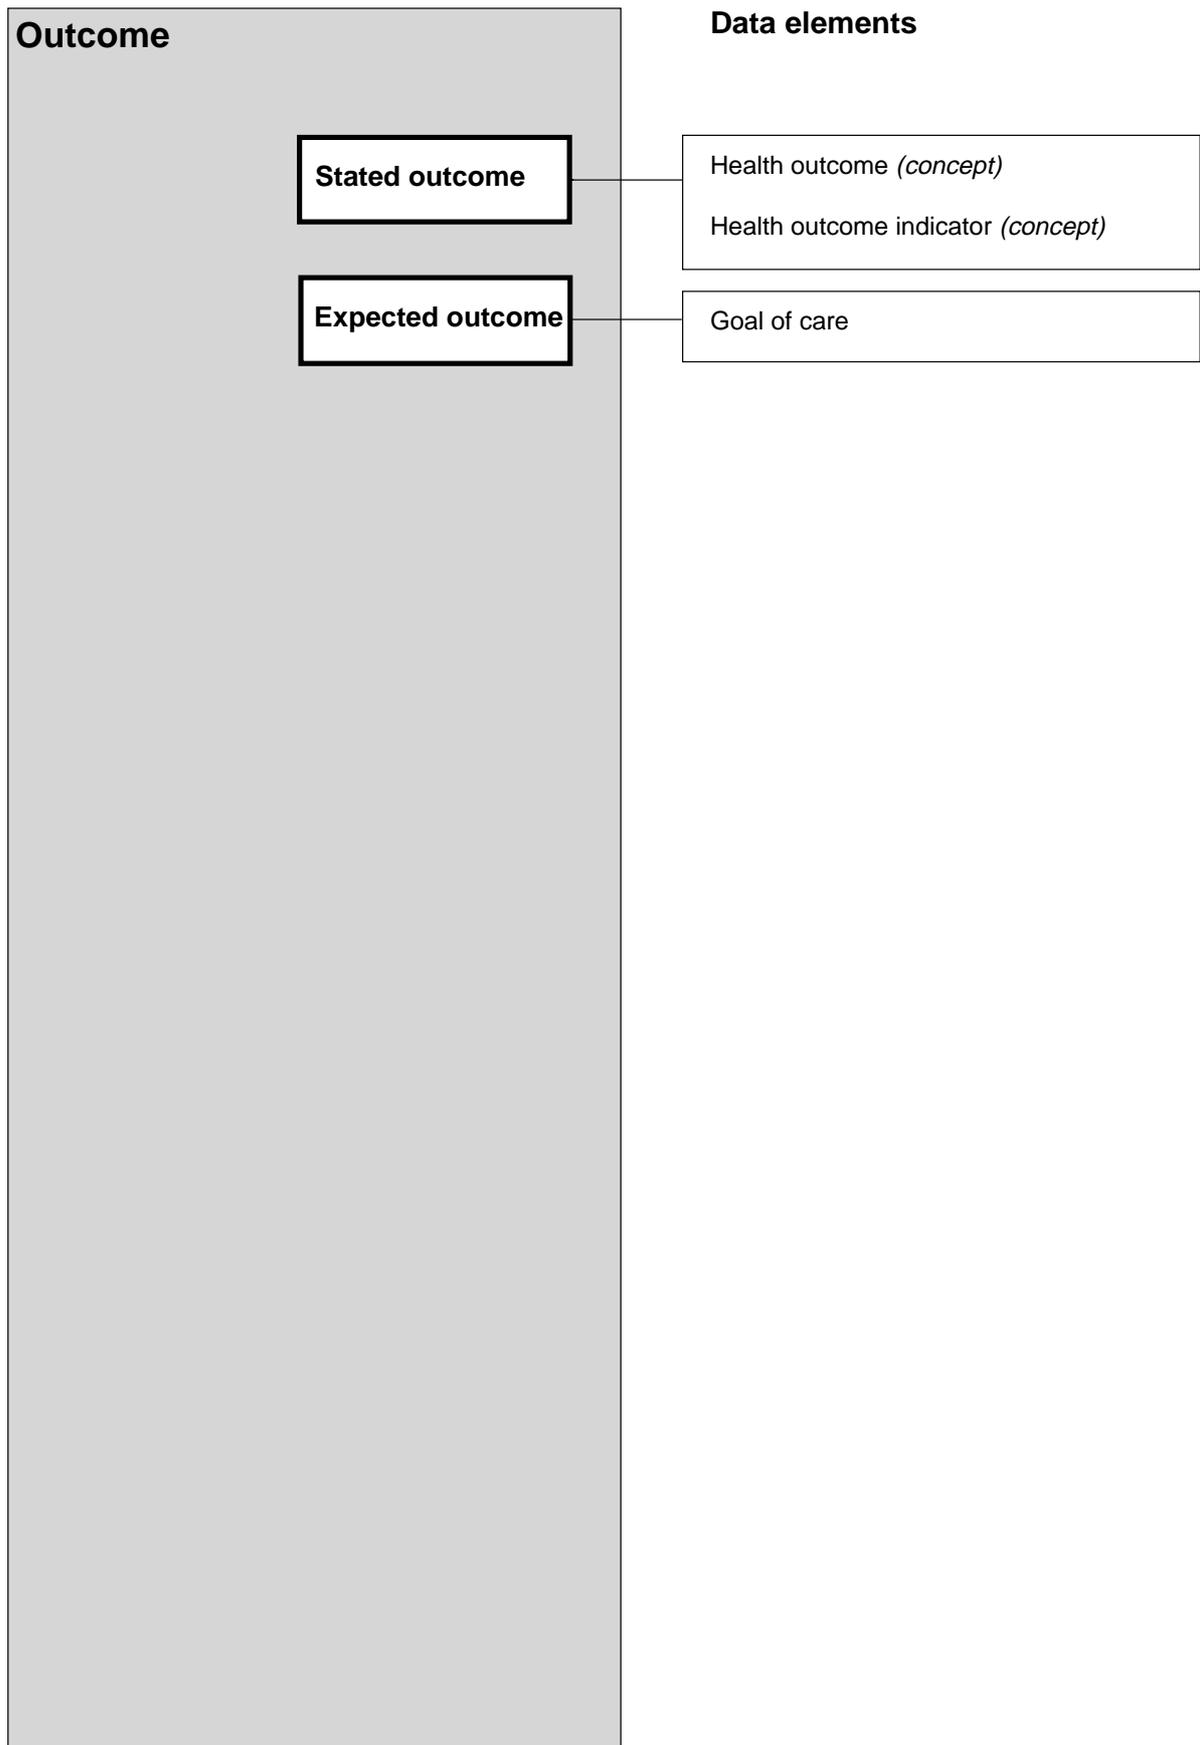 Outcome
Data elements
Stated outcome
Health outcome (concept)
Health outcome indicator (concept)
Expected outcome
Goal of care